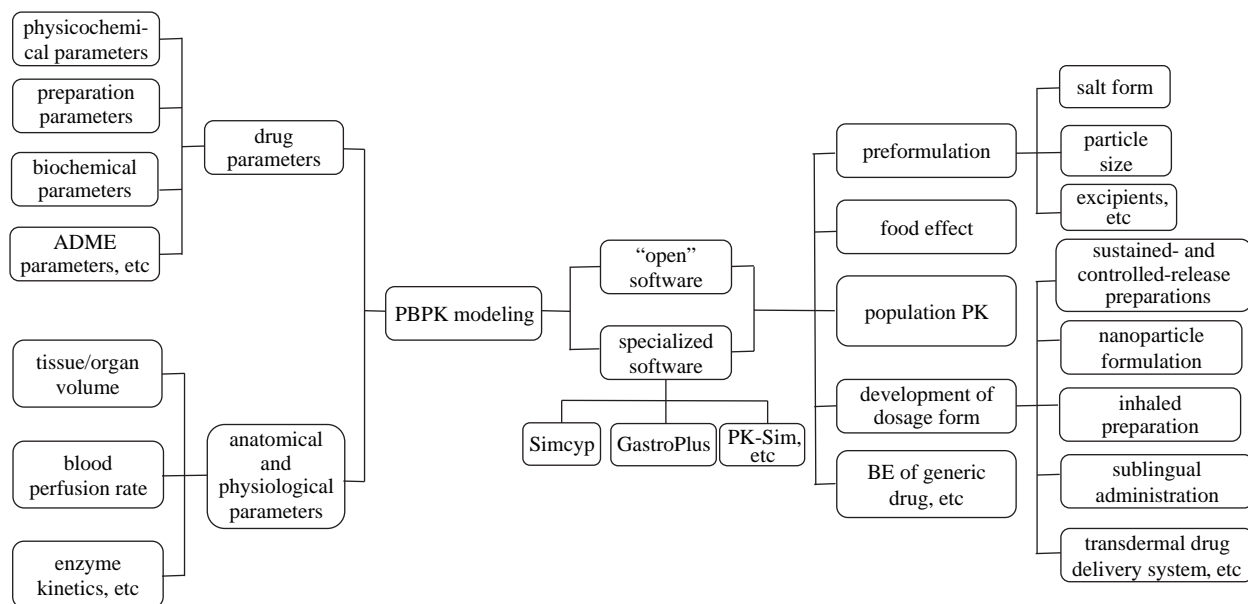 physicochemi-
cal parameters
preparation
parameters
biochemical
parameters
ADME
parameters, etc
drug
parameters
tissue/organ
volume
blood
perfusion rate
enzyme
kinetics, etc
anatomical
and
physiological
parameters
PBPK modeling
“open”
software
specialized
software
Simcyp
GastroPlus
PK-Sim,
etc
preformulation
food effect
population PK
development of
dosage form
BE of generic
drug, etc
salt form
particle
size
excipients,
etc
sustained- and
controlled-release
preparations
nanoparticle
formulation
inhaled
preparation
sublingual
administration
transdermal drug
delivery system, etc